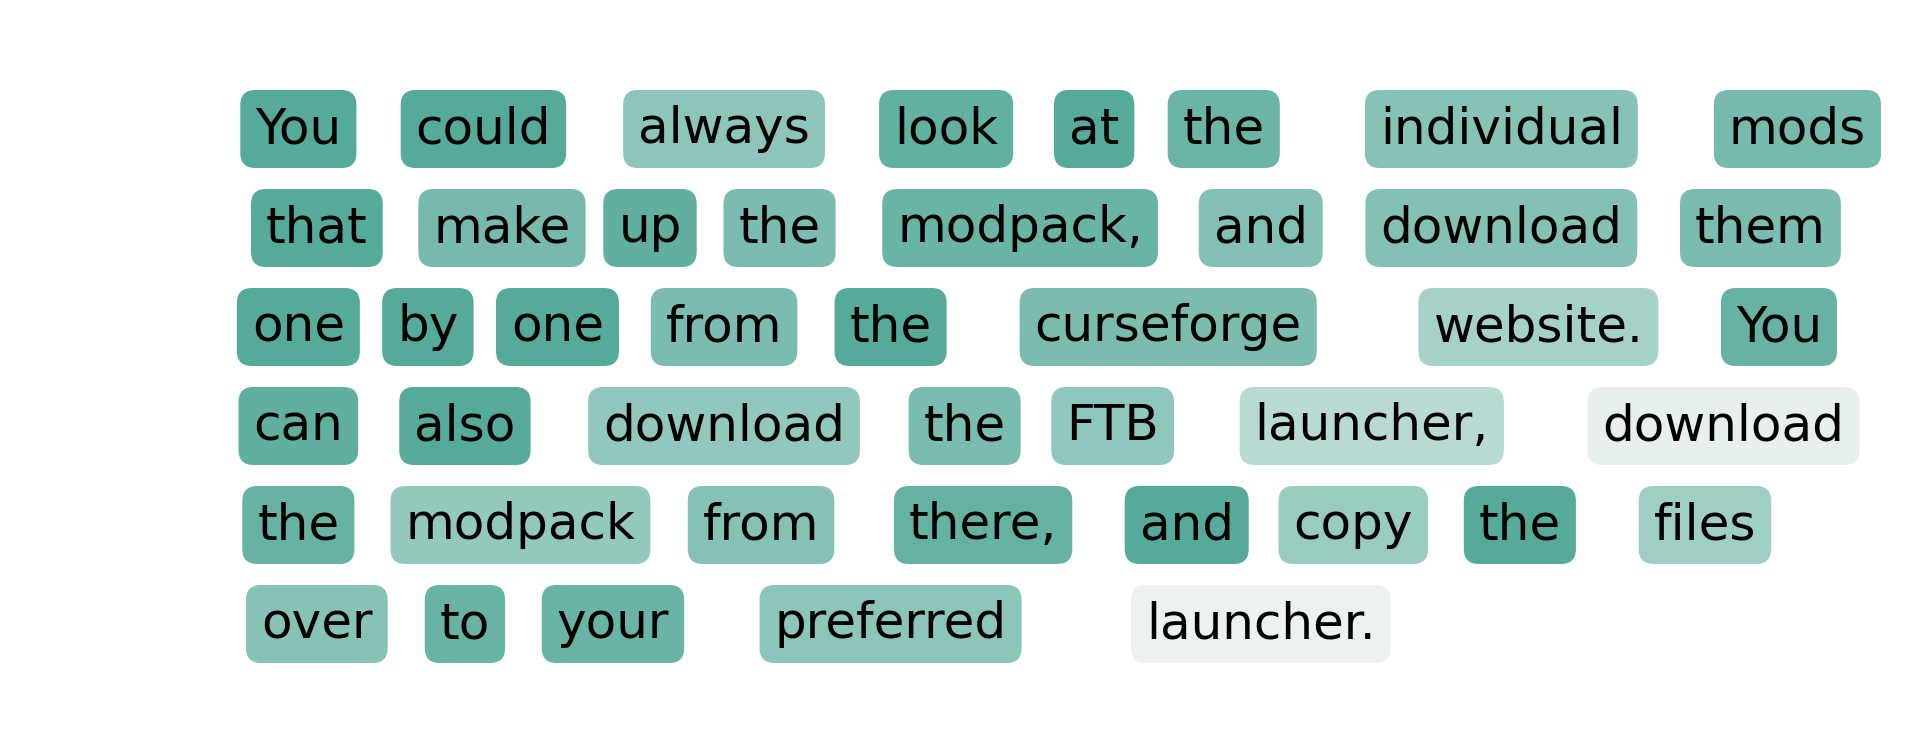 You could always look at the individual mods
that make up the modpack, and download them
one by one from the curseforge website. You
can also download the FTB launcher, download
the modpack from there, and copy the files
over to your preferred launcher.